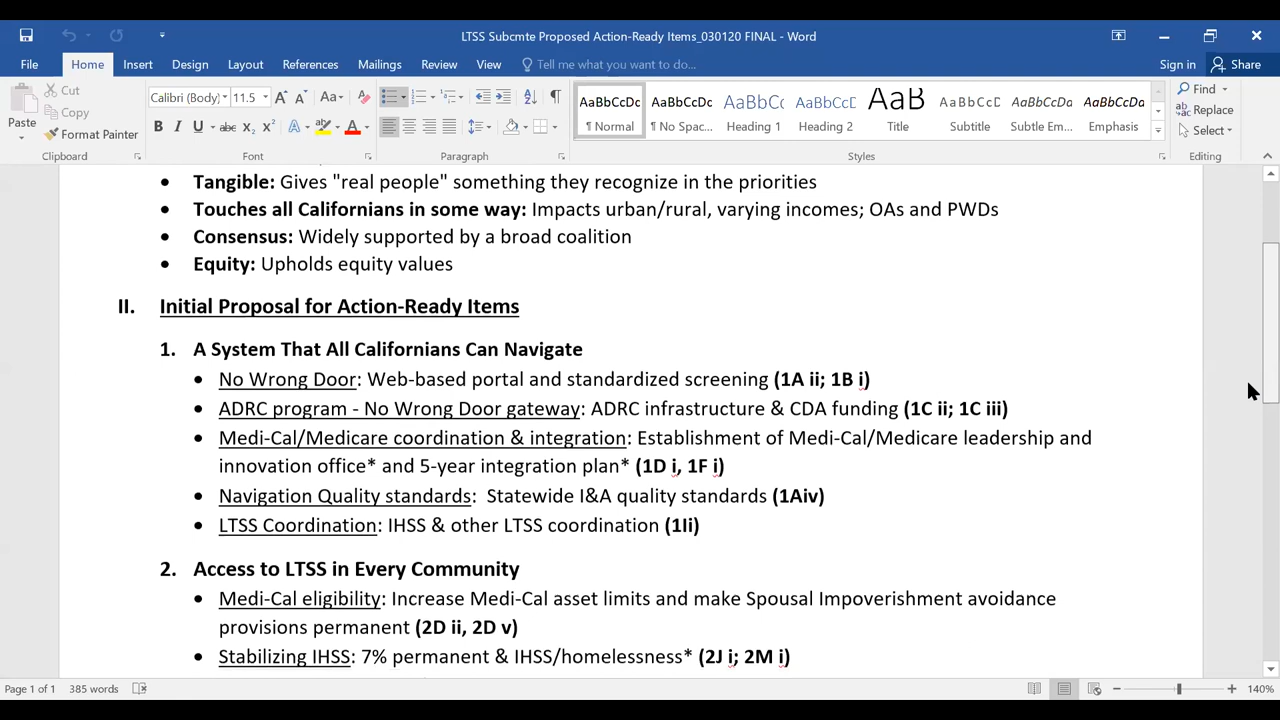 LTSS Subcmte Proposed Action-Ready Items_030120 FINAL - Word
File Home Insert Design Layout References Mailings Review View Tell me what you want to do... Sign in Share
Paste
Cut
Copy
Format Painter
Clipboard
Calibri (Body) 11.5
Font
Paragraph
AaBbCcDc AaBbCcDc AaBbCc AaBbCcD AaBbCc AaBbCcD AaBbCcDa AaBbCcDa
¶ Normal ¶ No Spac... Heading 1 Heading 2 Title Subtitle Subtle Em... Emphasis
Styles
Find
Replace
Select
Editing
• Tangible: Gives "real people" something they recognize in the priorities
• Touches all Californians in some way: Impacts urban/rural, varying incomes; OAs and PWDs
• Consensus: Widely supported by a broad coalition
• Equity: Upholds equity values
II. Initial Proposal for Action-Ready Items
1. A System That All Californians Can Navigate
• No Wrong Door: Web-based portal and standardized screening (1A ii; 1B i)
• ADRC program - No Wrong Door gateway: ADRC infrastructure & CDA funding (1C ii; 1C iii)
• Medi-Cal/Medicare coordination & integration: Establishment of Medi-Cal/Medicare leadership and
innovation office* and 5-year integration plan* (1D i, 1F i)
• Navigation Quality standards: Statewide I&A quality standards (1Aiv)
• LTSS Coordination: IHSS & other LTSS coordination (1Ii)
2. Access to LTSS in Every Community
• Medi-Cal eligibility: Increase Medi-Cal asset limits and make Spousal Impoverishment avoidance
provisions permanent (2D ii, 2D v)
• Stabilizing IHSS: 7% permanent & IHSS/homelessness* (2J i; 2M i)
Page 1 of 1 385 words 140%